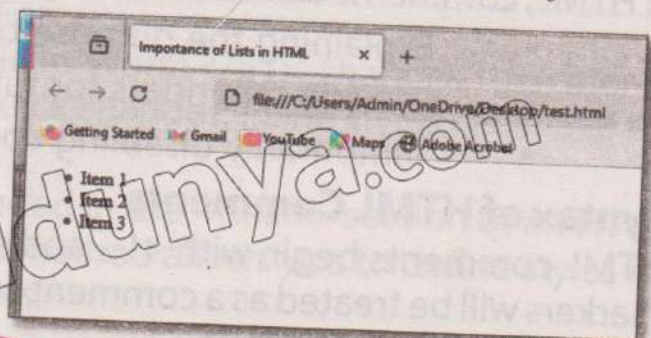 Importance of Lists in HTML × +
file:///C:/Users/Admin/OneDrive/Desktop/test.html
Getting Started Gmail YouTube Maps Adobe Acrobat
• Item 1
• Item 2
• Item 3
dunya.com